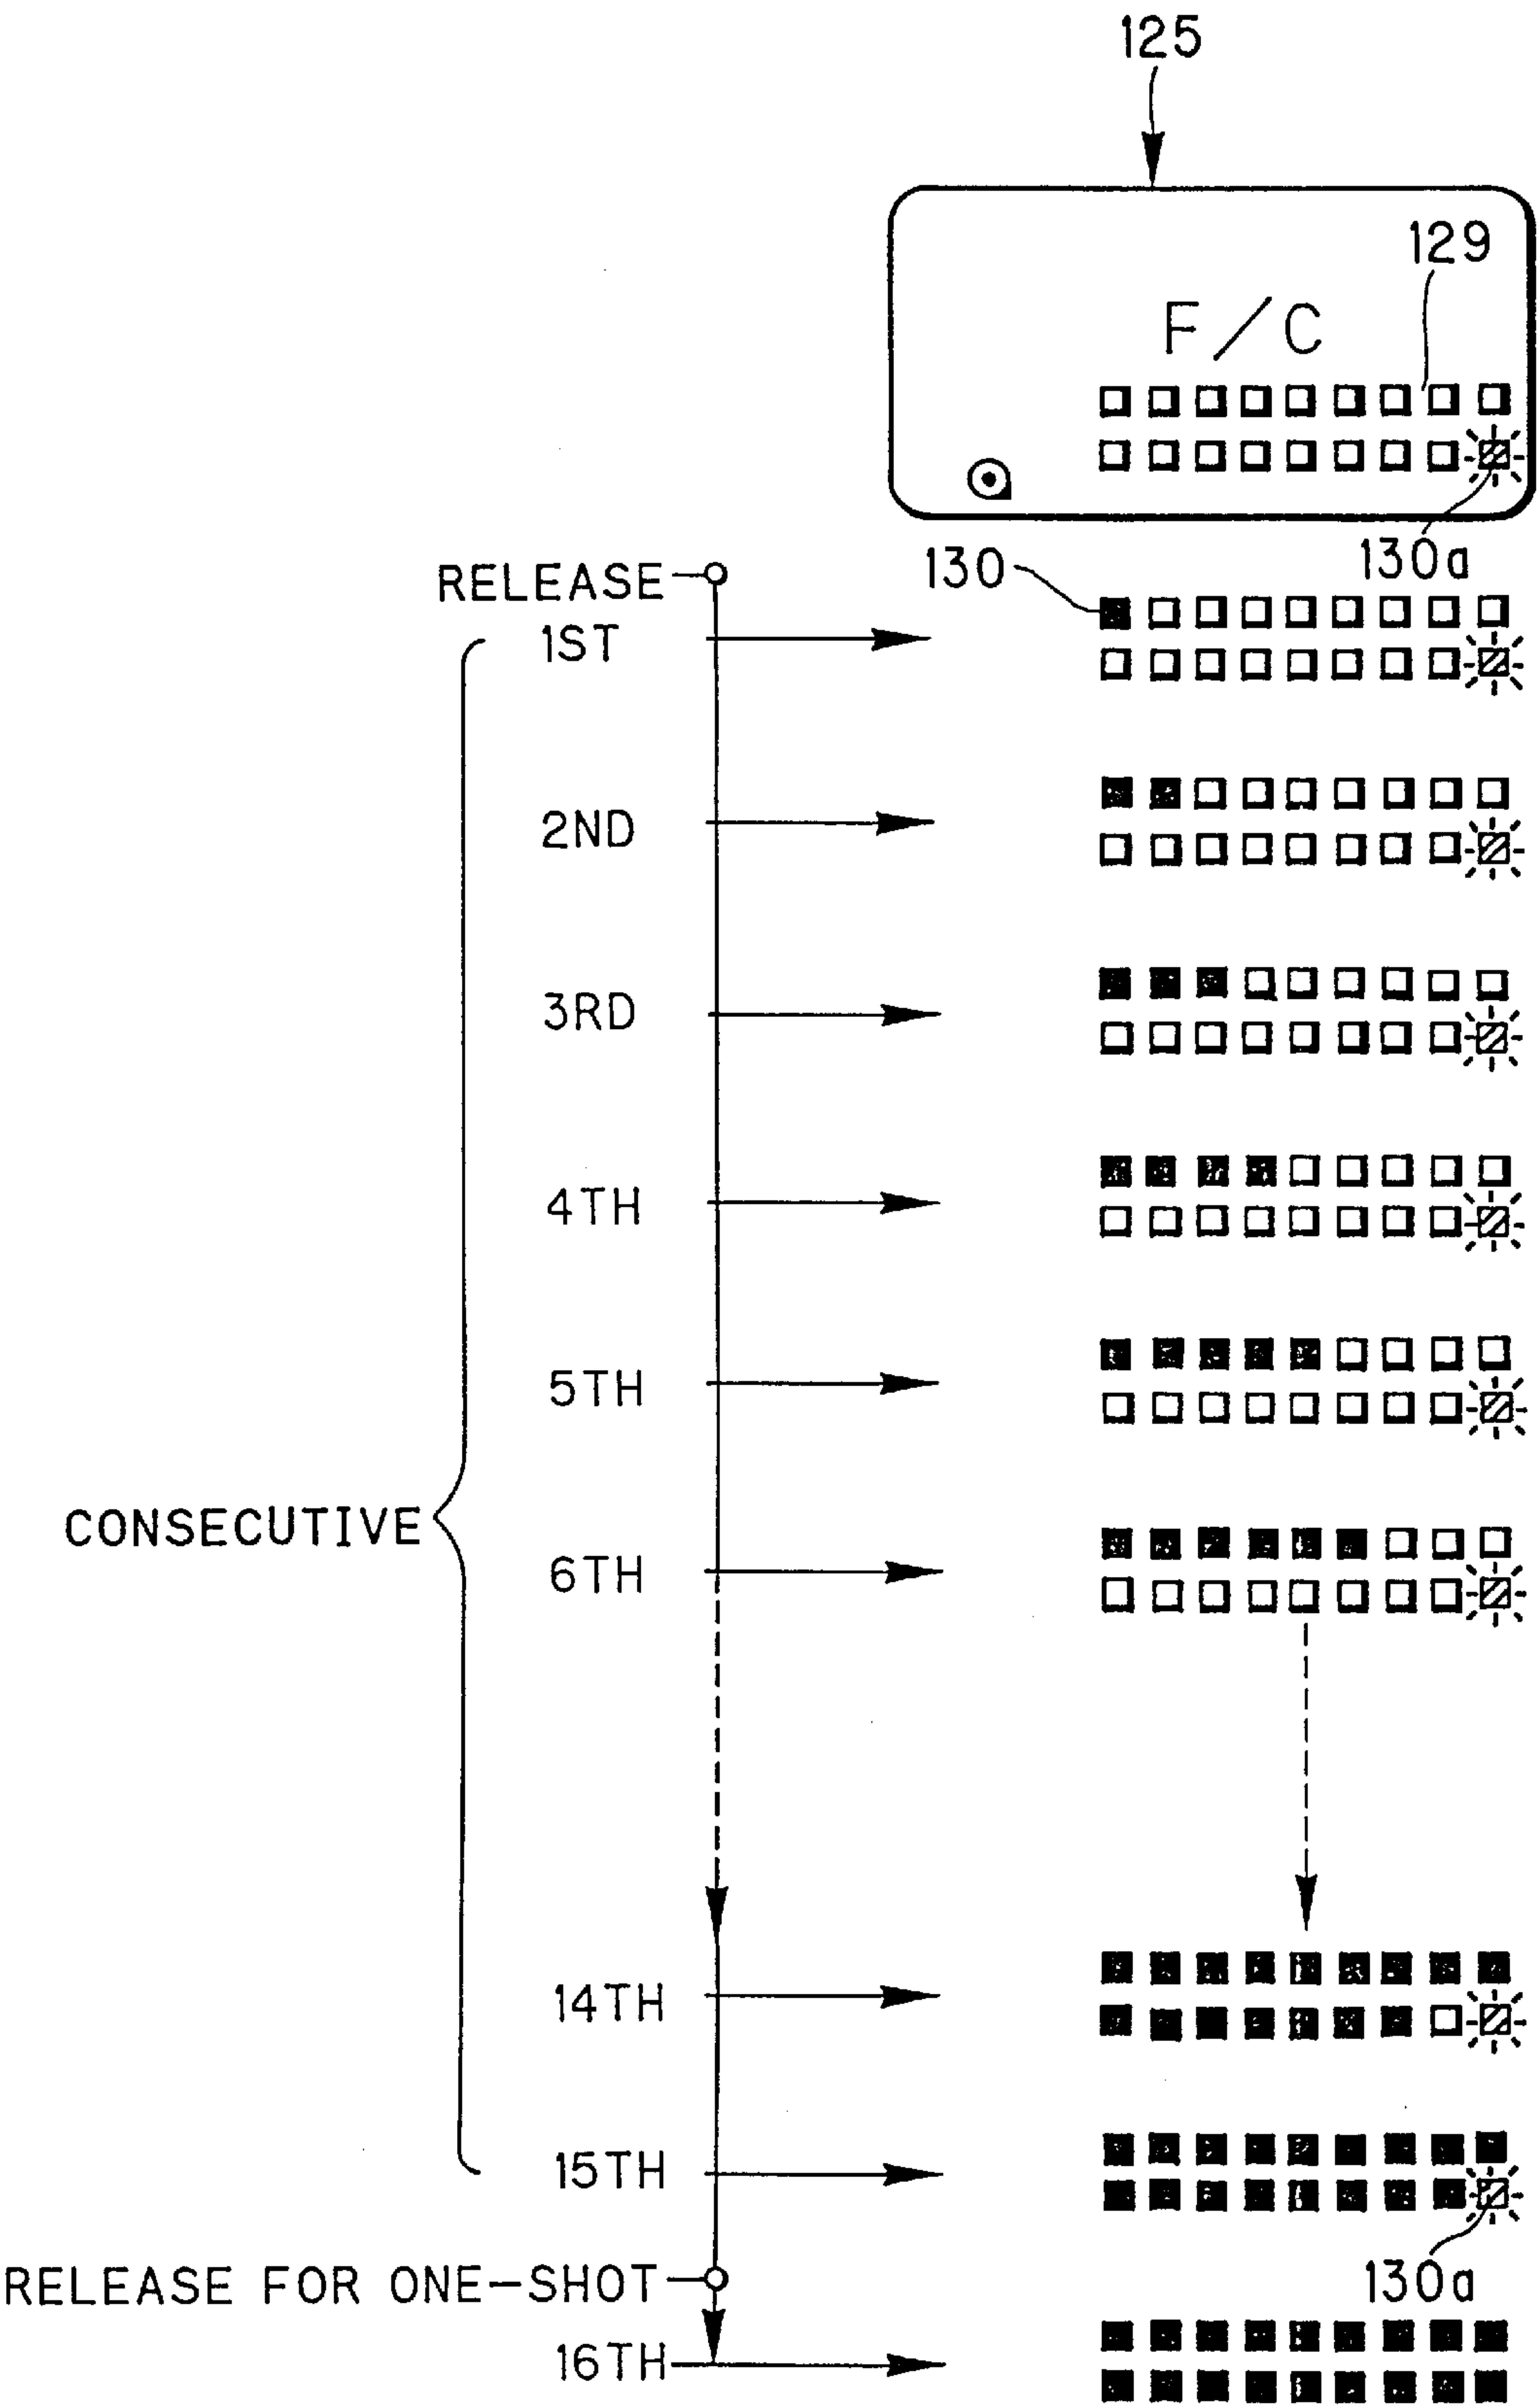 125
129
F/C
130a
130
RELEASE
1ST
2ND
3RD
4TH
5TH
CONSECUTIVE
6TH
14TH
15TH
RELEASE FOR ONE-SHOT
130a
16TH